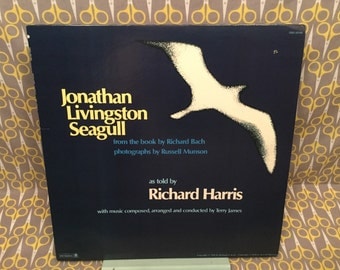 Jonathan
Livingston
Seagull
from the book by Richard Bach
photographs by Russell Munson
as told by
Richard Harris
with music composed, arranged and conducted by Terry James